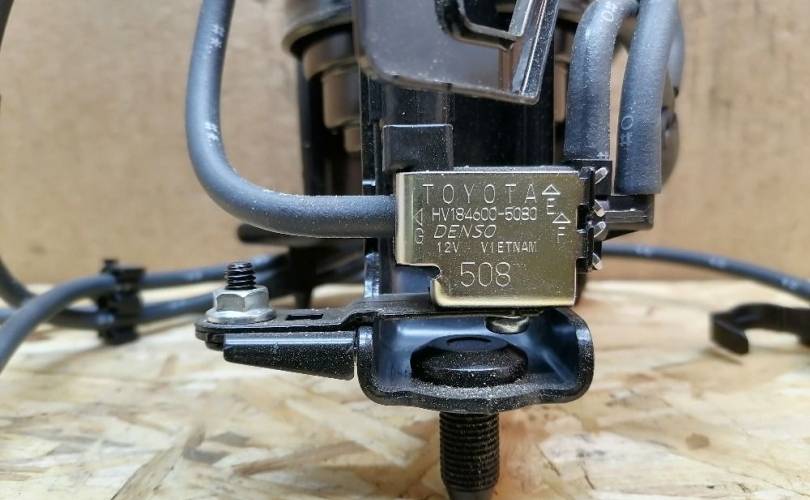 TOYOTA
E
HV184600-5080
G
DENSO
F
12V VIETNAM
508